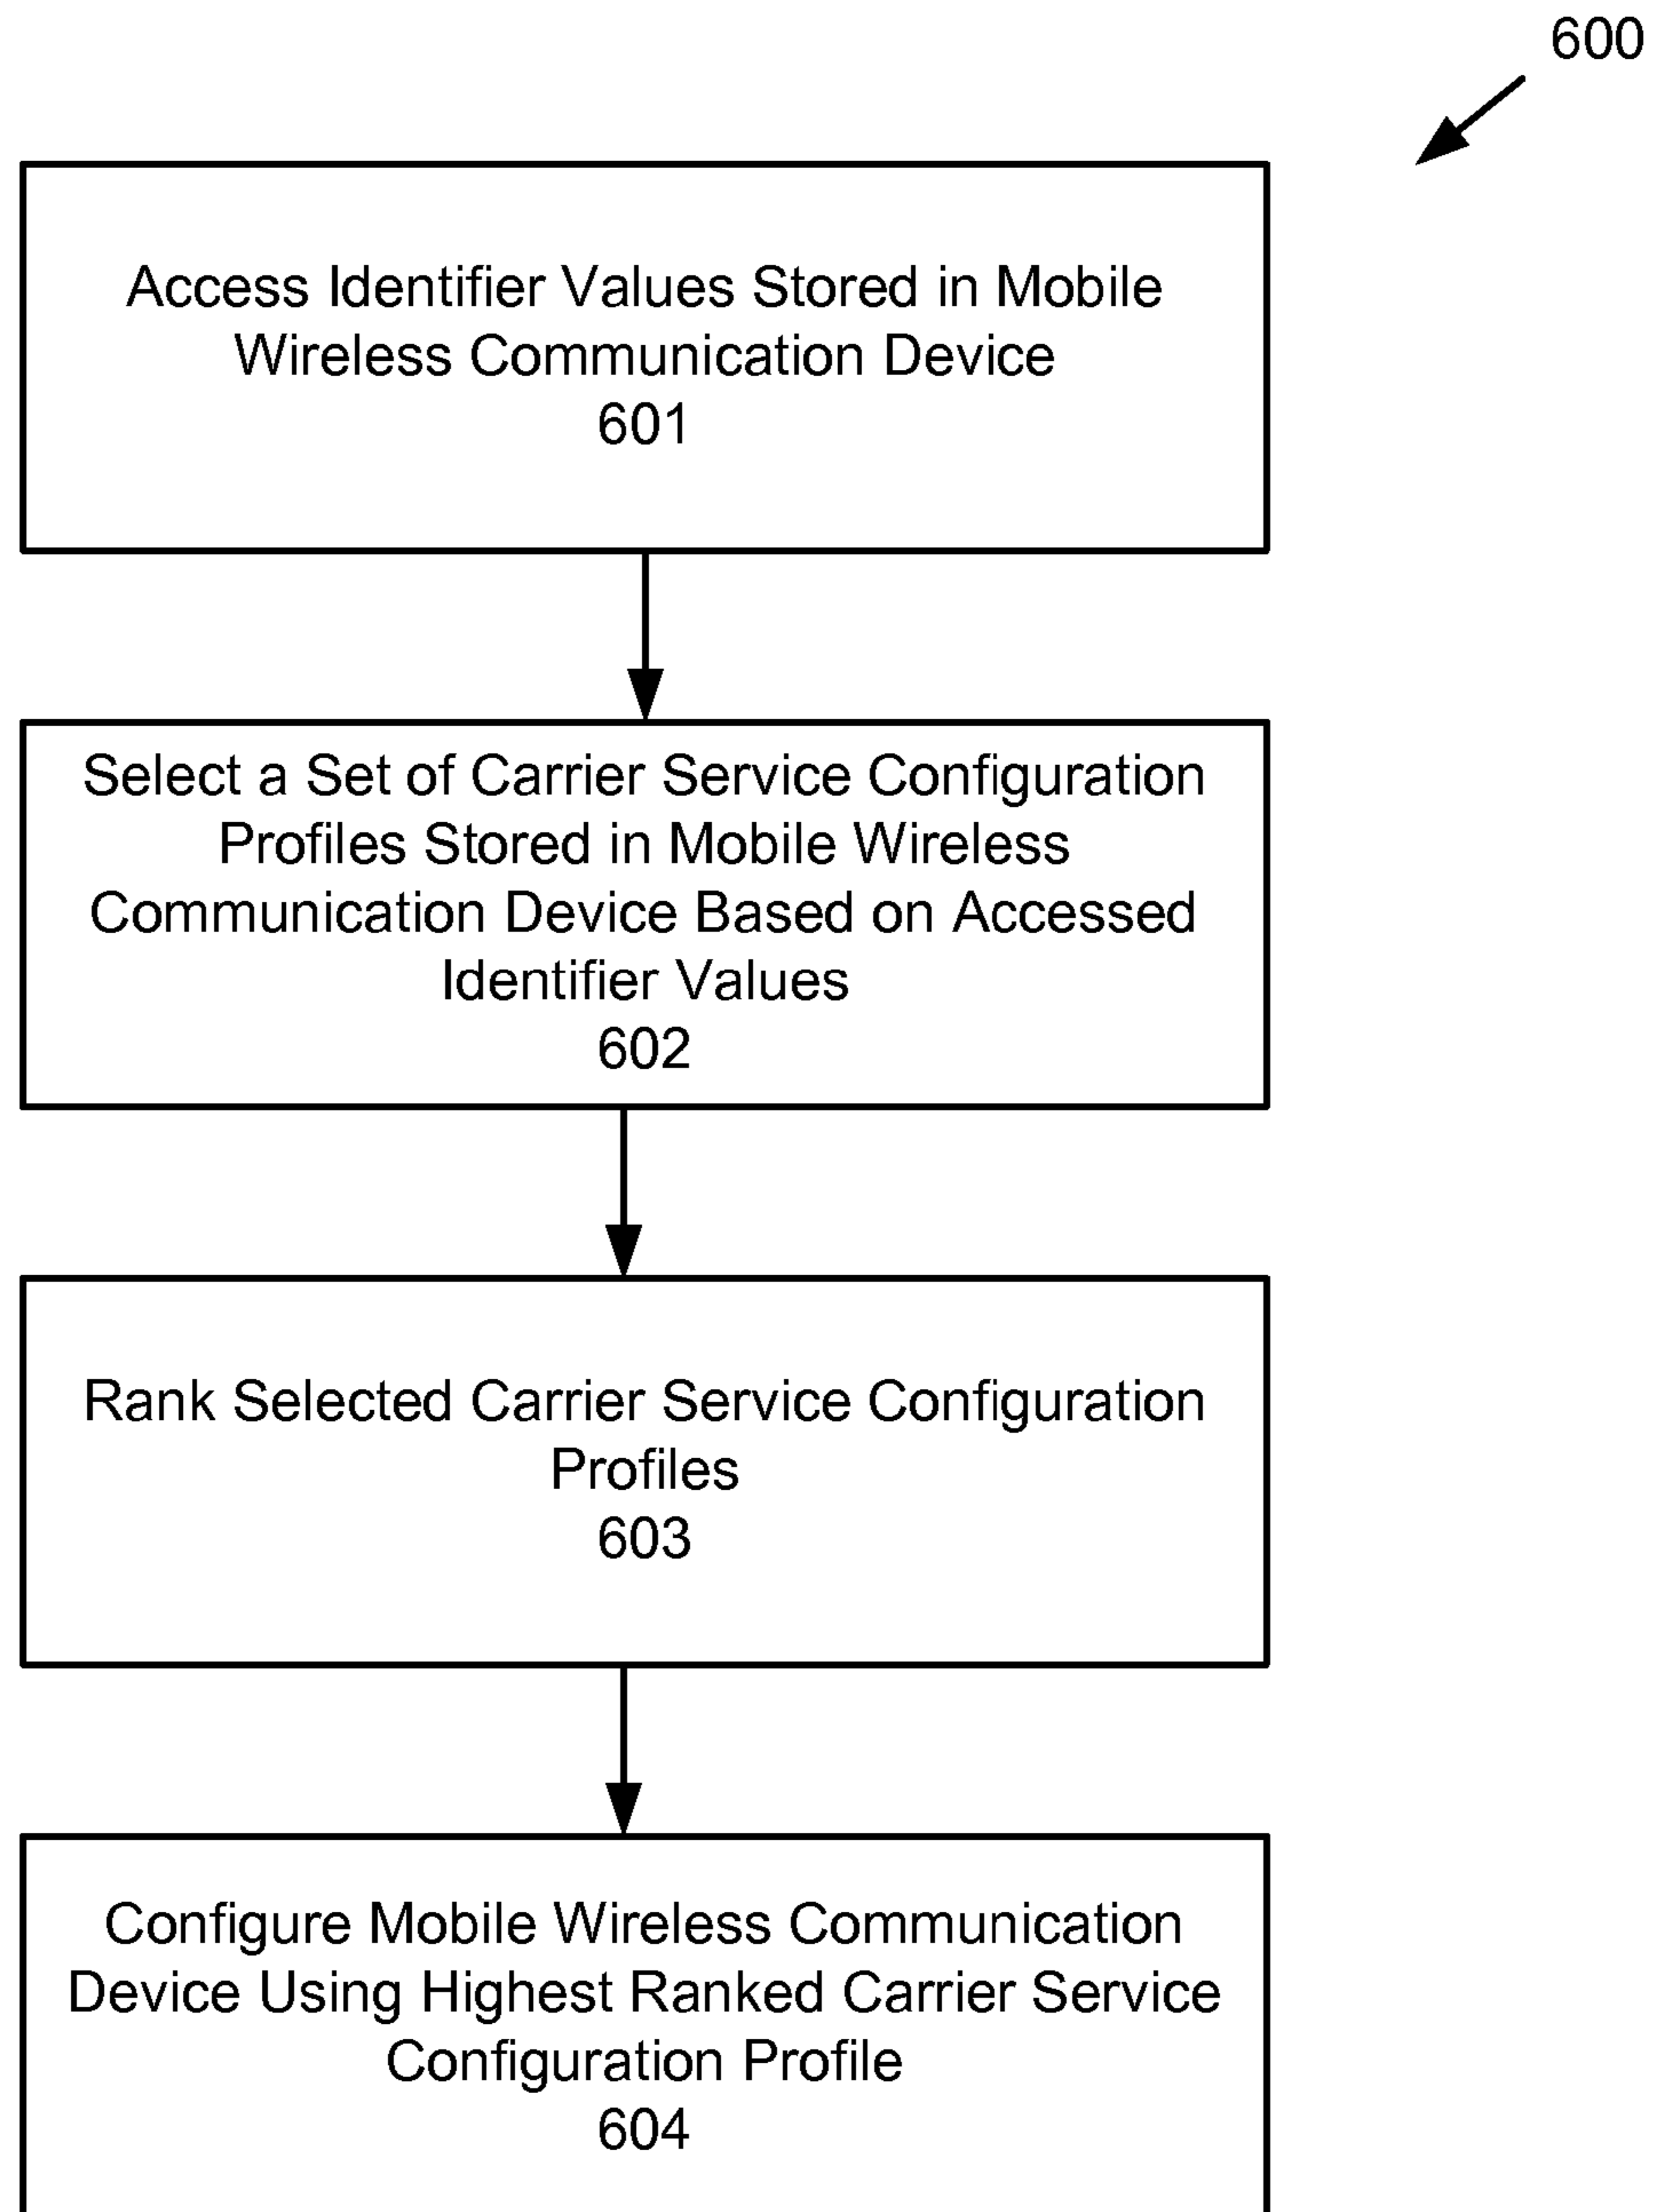 600
Access Identifier Values Stored in Mobile
Wireless Communication Device
601
Select a Set of Carrier Service Configuration
Profiles Stored in Mobile Wireless
Communication Device Based on Accessed
Identifier Values
602
Rank Selected Carrier Service Configuration
Profiles
603
Configure Mobile Wireless Communication
Device Using Highest Ranked Carrier Service
Configuration Profile
604